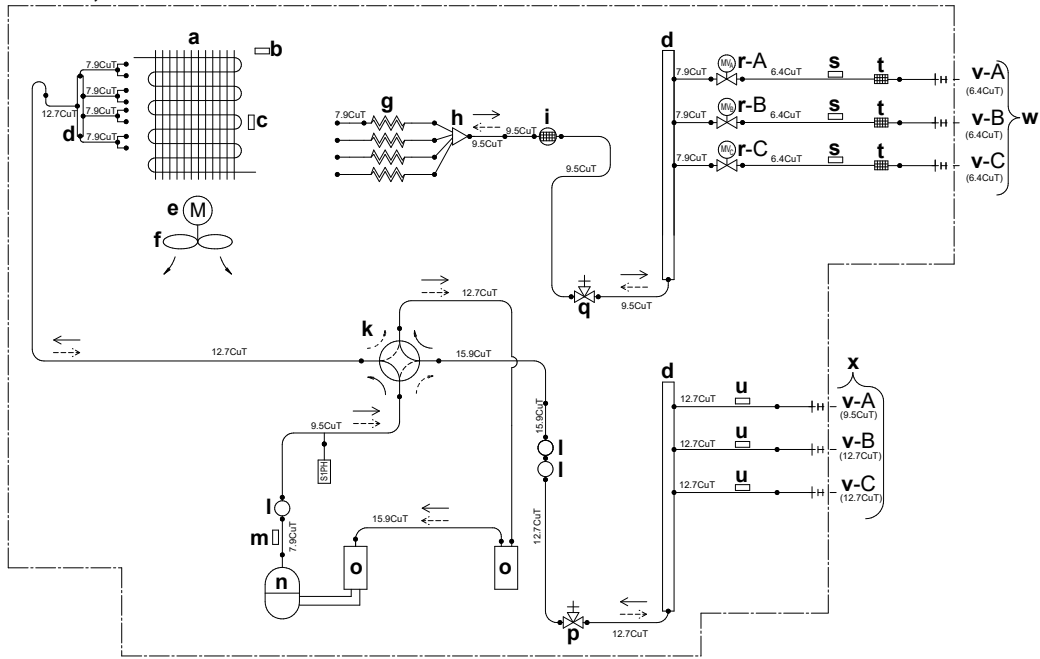 a
b
7.9CuT
7.9CuT
7.9CuT
7.9CuT
12.7CuT
d
c
e
M
f
g
7.9CuT
h
9.5CuT
9.5CuT
i
9.5CuT
q
9.5CuT
d
7.9CuT
MVA
r-A
6.4CuT
s
t
v-A
(6.4CuT)
7.9CuT
MVB
r-B
6.4CuT
s
t
v-B
(6.4CuT)
w
7.9CuT
MVC
r-C
6.4CuT
s
t
v-C
(6.4CuT)
12.7CuT
k
12.7CuT
15.9CuT
15.9CuT
l
l
9.5CuT
S1PH
l
m
7.9CuT
n
15.9CuT
o
o
12.7CuT
p
12.7CuT
d
x
12.7CuT
u
v-A
(9.5CuT)
12.7CuT
u
v-B
(12.7CuT)
12.7CuT
u
v-C
(12.7CuT)